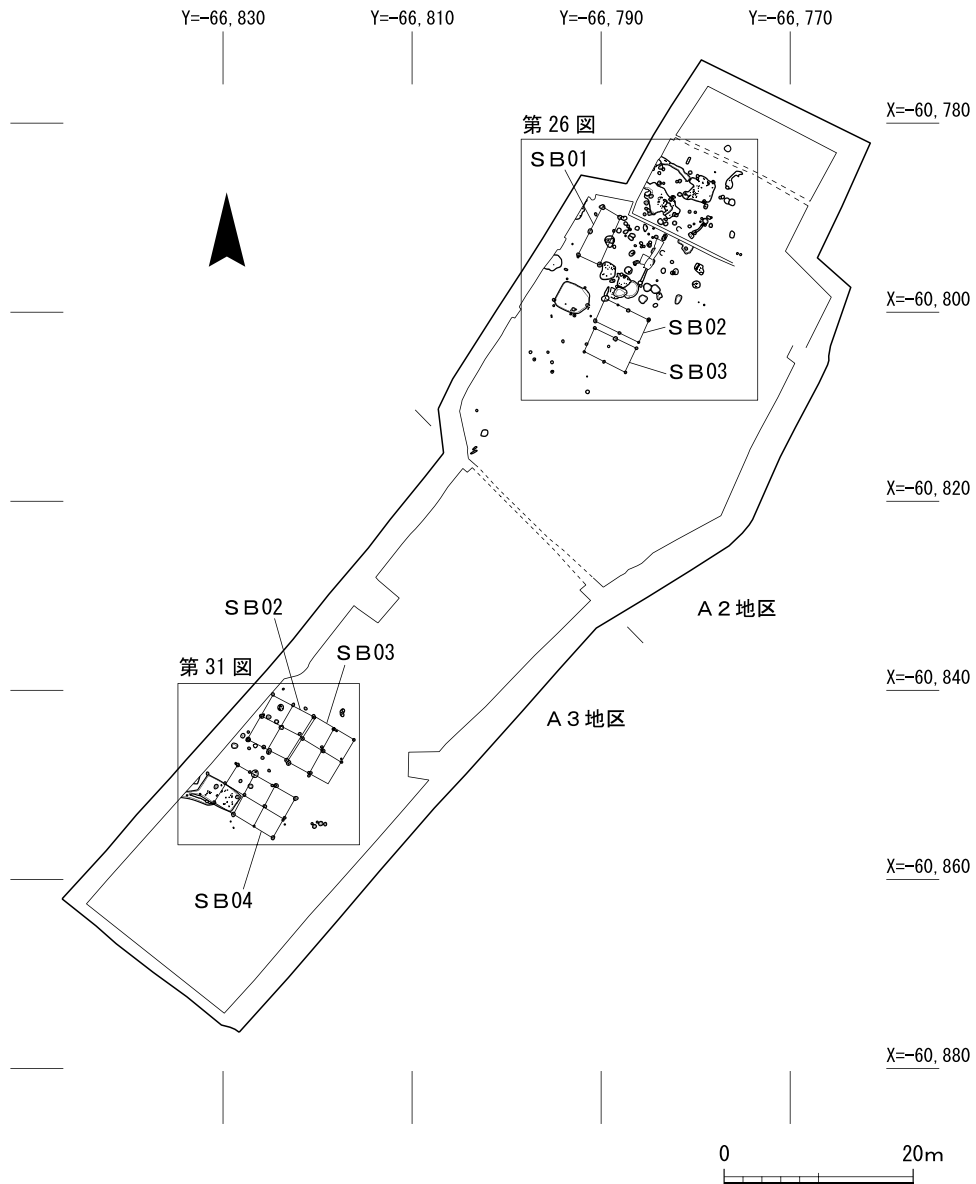 Y=-66, 830
Y=-66, 810
Y=-66, 790
Y=-66, 770
X=-60, 780
第 26 図
SB01
X=-60, 800
SB02
SB03
X=-60, 820
SB02
A2地区
SB03
第 31 図
X=-60, 840
A3地区
X=-60, 860
SB04
X=-60, 880
0 20m